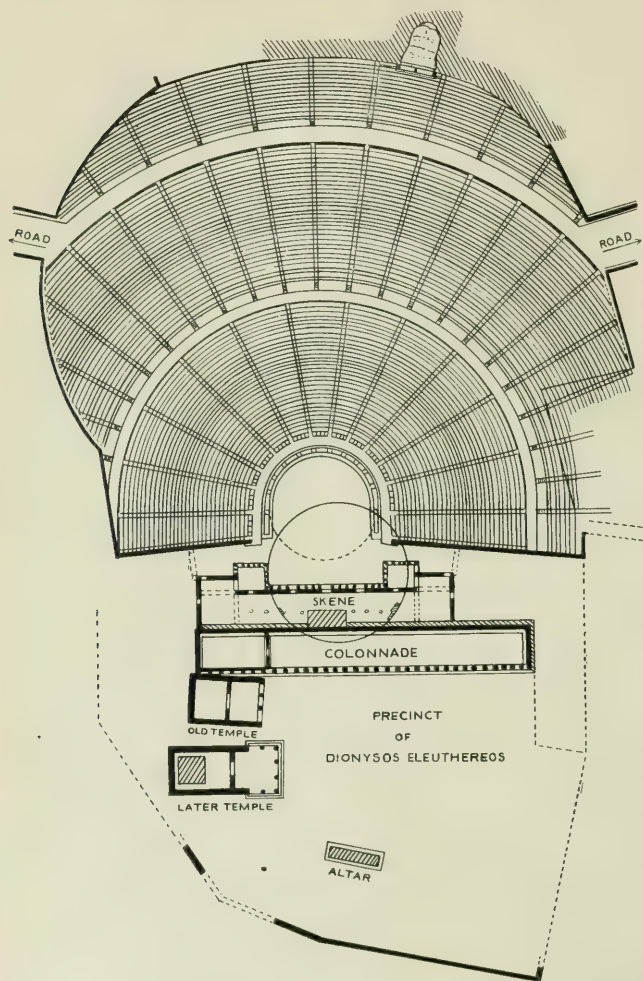 ROAD
ROAD
SKENE
COLONNADE
OLD TEMPLE
PRECINCT
OF
DIONYSOS ELEUTHEREOS
LATER TEMPLE
ALTAR